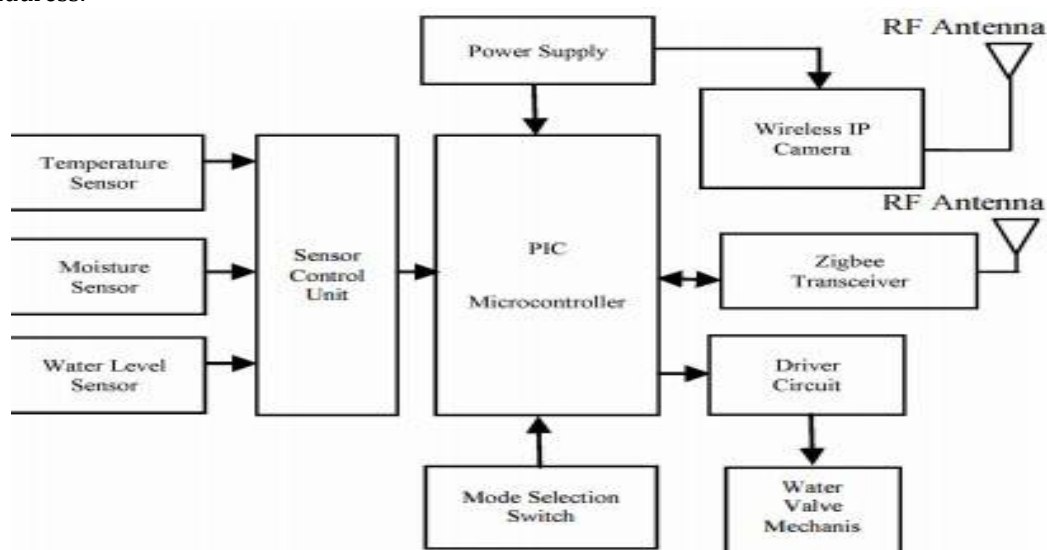 RF Antenna
Power Supply
Wireless IP
Camera
Temperature
Sensor
RF Antenna
Moisture
Sensor
Sensor
Control
Unit
PIC
Microcontroller
Zigbee
Transceiver
Water Level
Sensor
Driver
Circuit
Mode Selection
Switch
Water
Valve
Mechanis